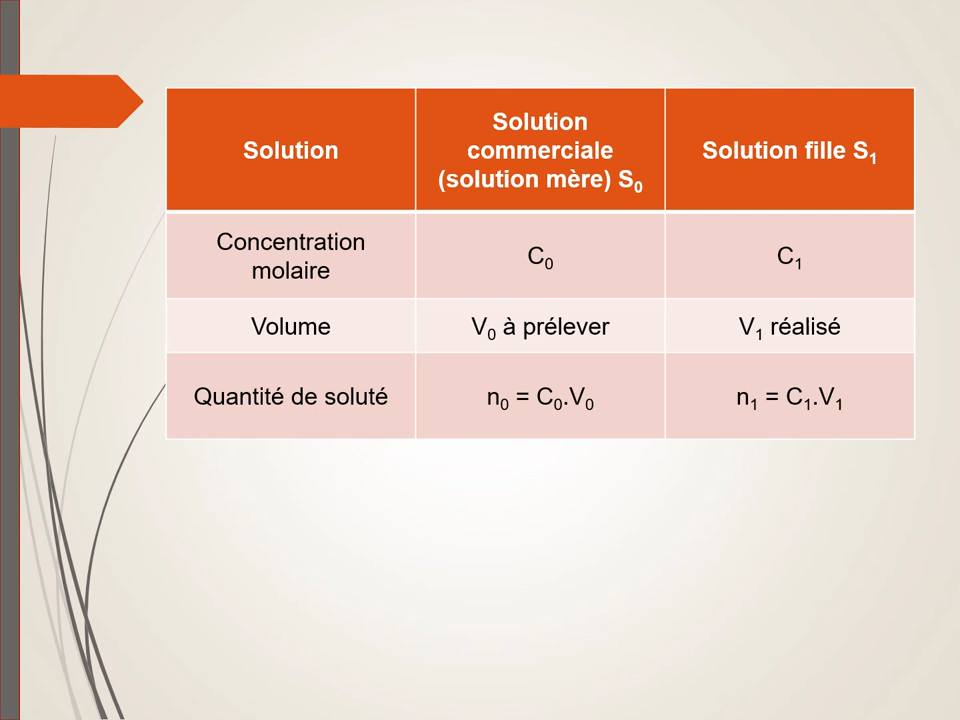 Solution
Solution
commerciale
(solution mère) S₀
Solution fille S₁
Concentration
molaire
C₀
C₁
Volume
V₀ à prélever
V₁ réalisé
Quantité de soluté
n₀ = C₀.V₀
n₁ = C₁.V₁